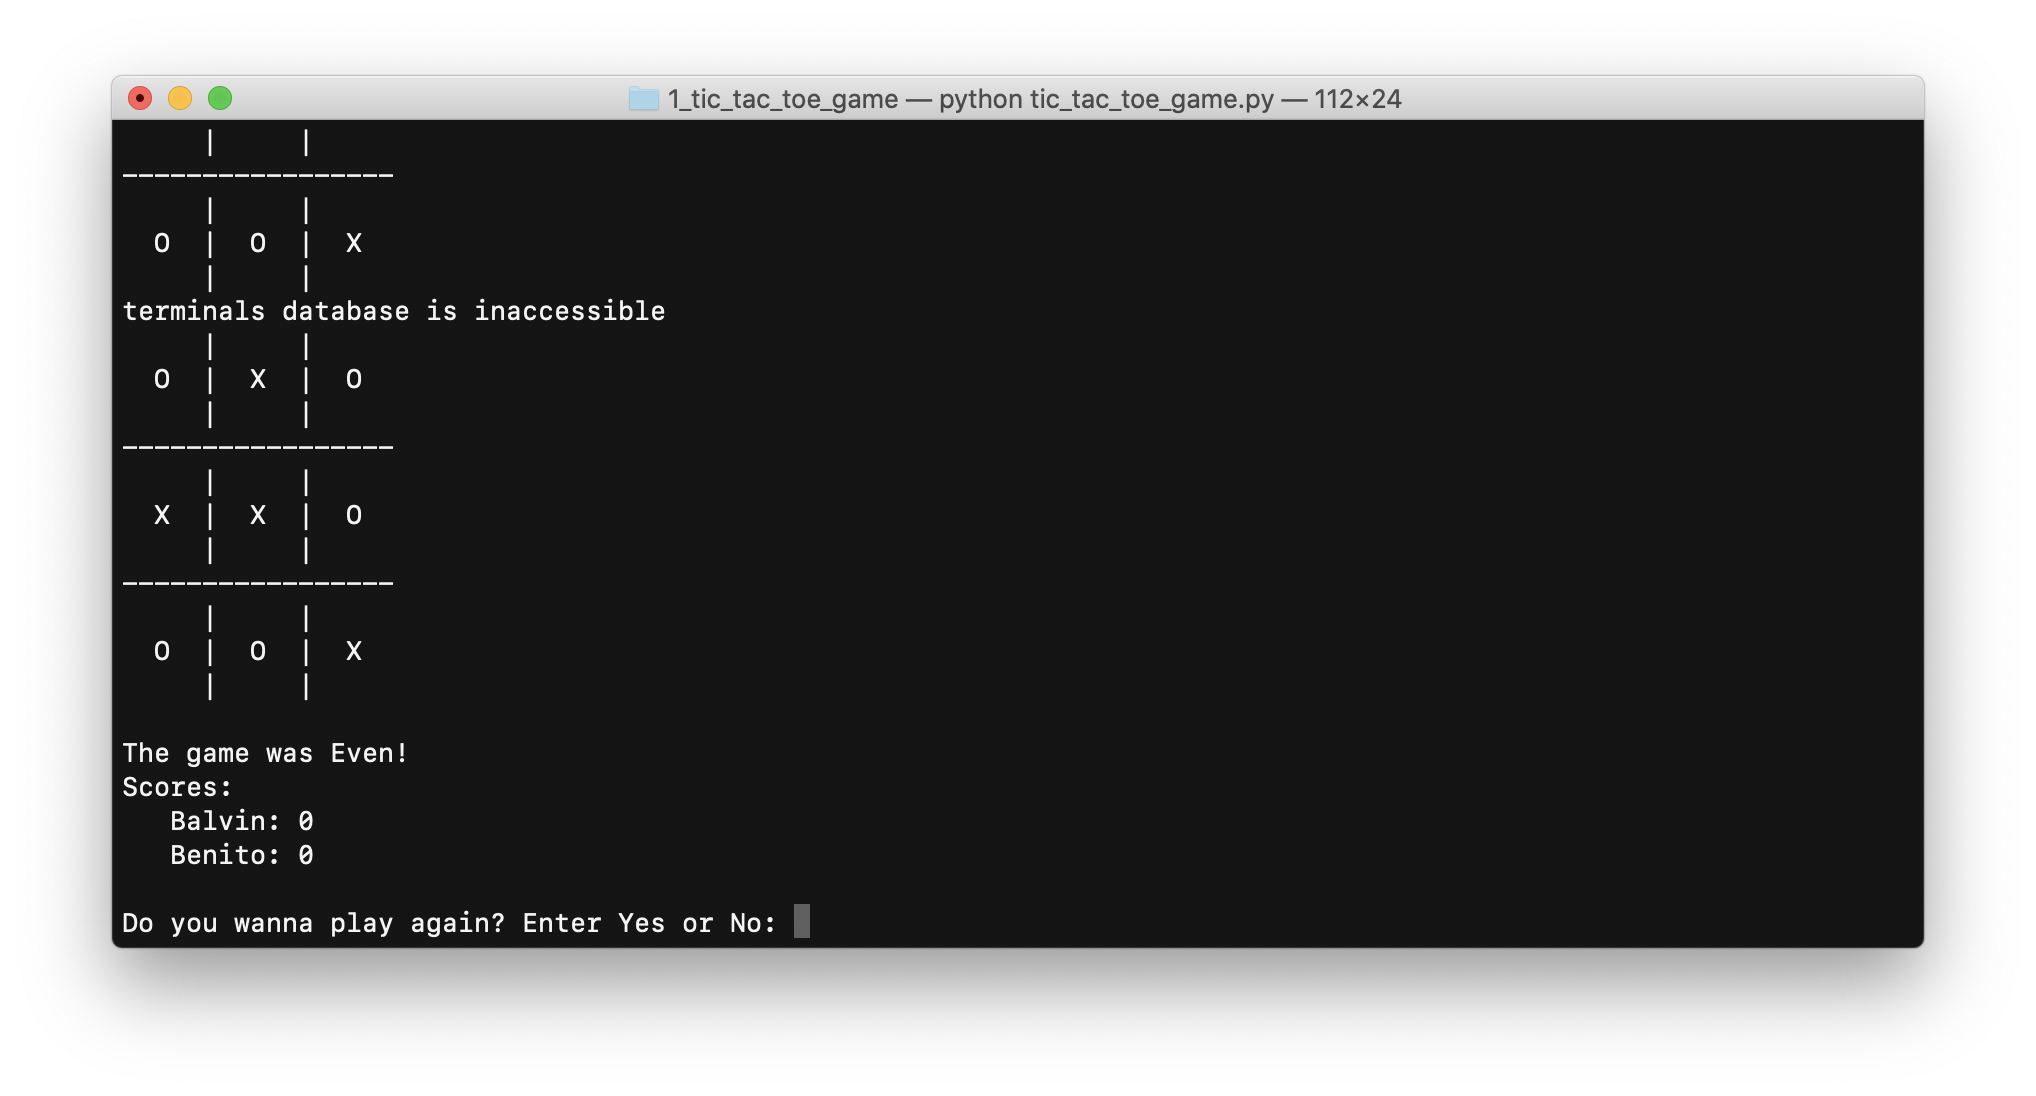 1_tic_tac_toe_game — python tic_tac_toe_game.py — 112×24
     |     |
-----------------
     |     |
  O  |  O  |  X
     |     |
terminals database is inaccessible
     |     |
  O  |  X  |  O
     |     |
-----------------
     |     |
  X  |  X  |  O
     |     |
-----------------
     |     |
  O  |  O  |  X
     |     |

The game was Even!
Scores:
   Balvin: 0
   Benito: 0

Do you wanna play again? Enter Yes or No: